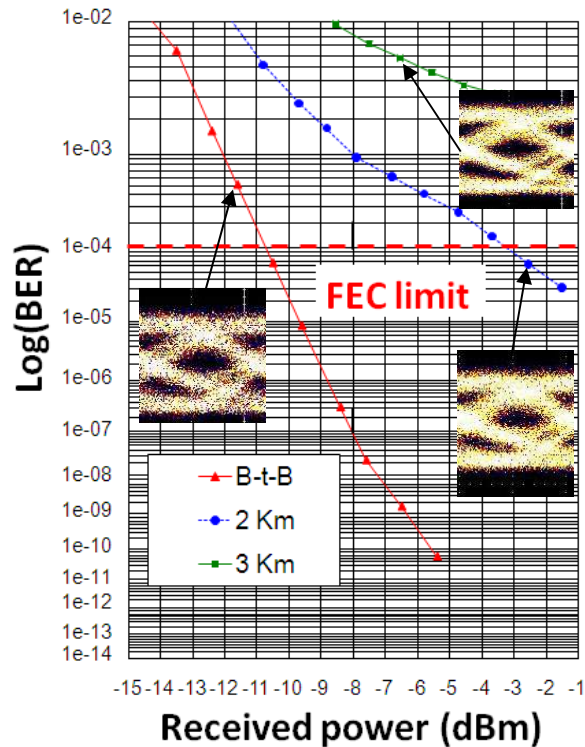 1e-02
1e-03
1e-04
1e-05
1e-06
1e-07
1e-08
1e-09
1e-10
1e-11
1e-12
1e-13
1e-14
Log(BER)
FEC limit
B-t-B
2 Km
3 Km
-15 -14 -13 -12 -11 -10 -9 -8 -7 -6 -5 -4 -3 -2 -1
Received power (dBm)